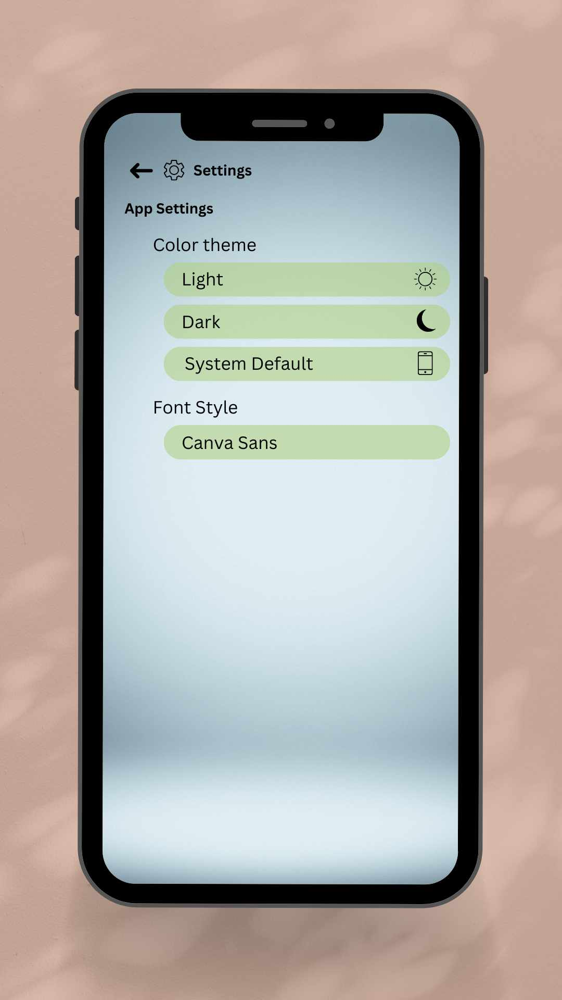 Settings
App Settings
Color theme
Light
Dark
System Default
Font Style
Canva Sans